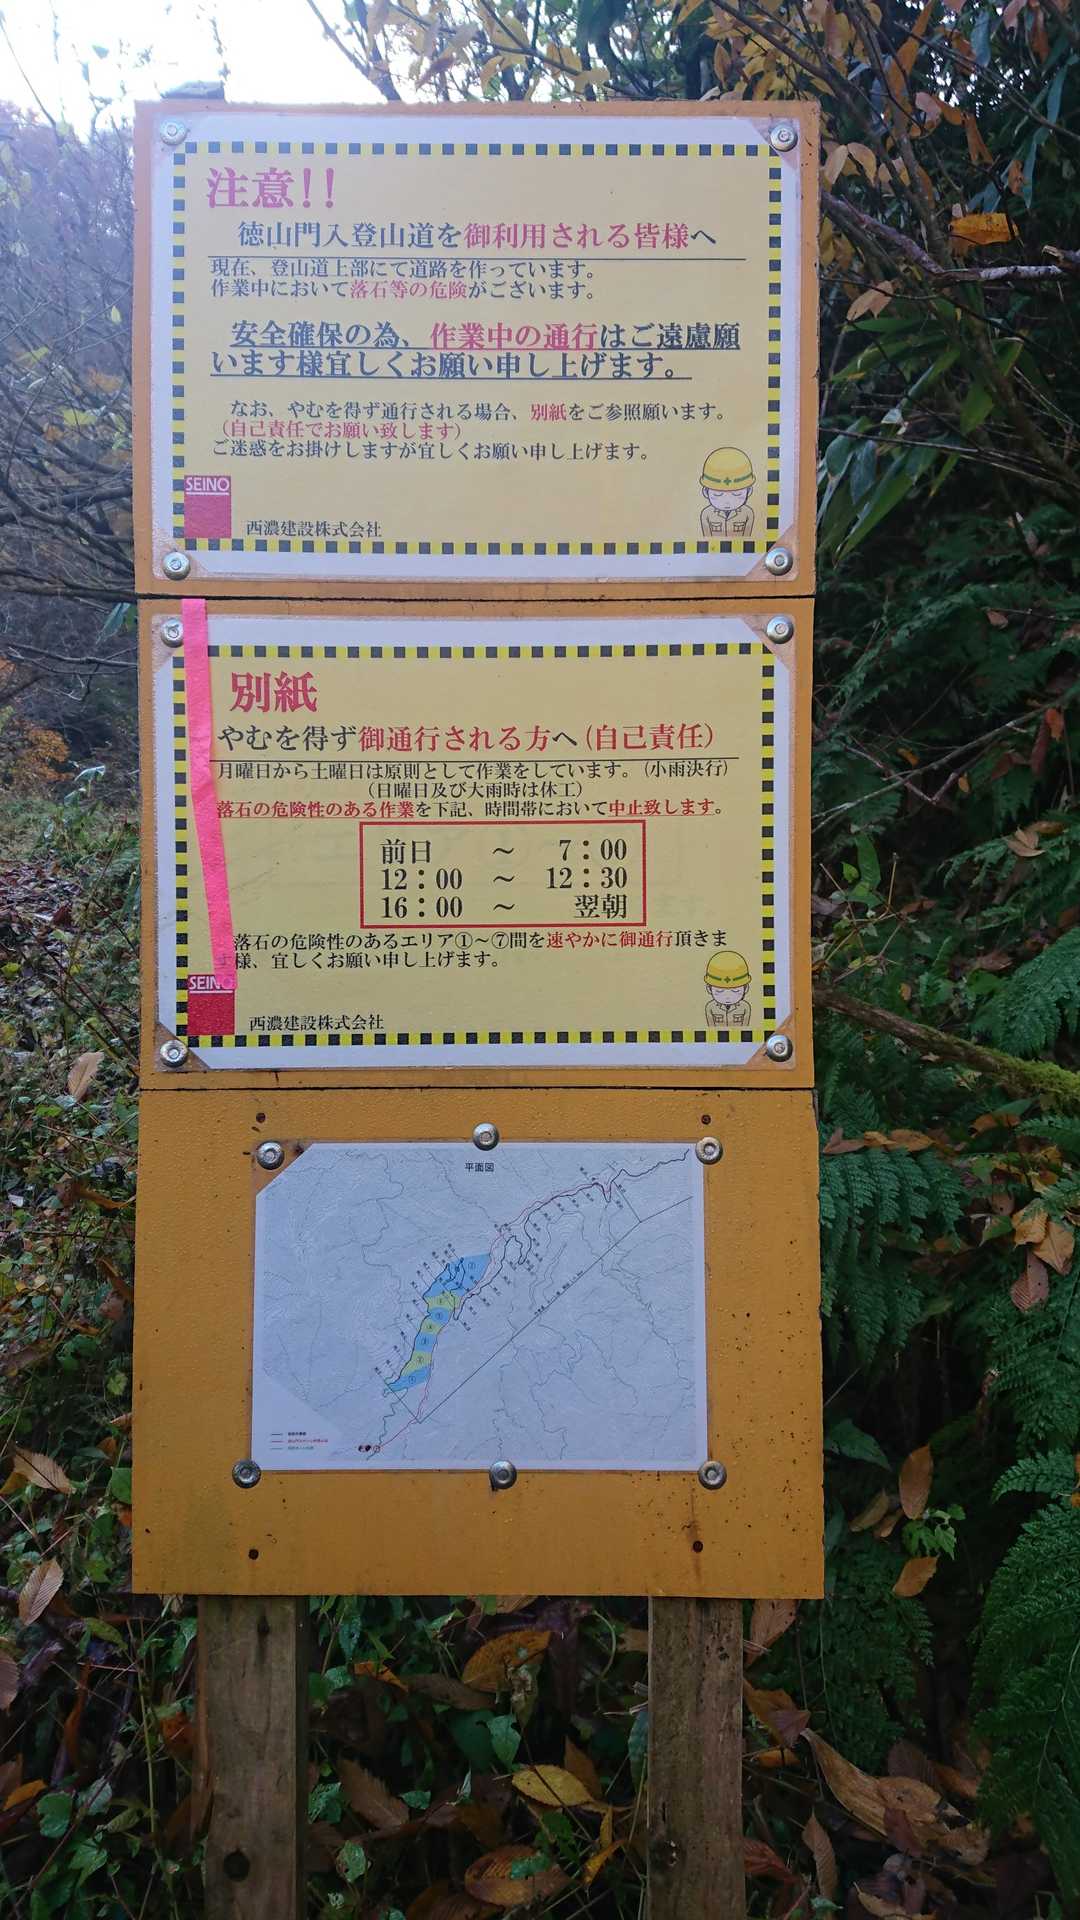 注意!!
徳山門入登山道を御利用される皆様へ
現在、登山道上部にて道路を作っています。
作業中において落石等の危険がございます。
安全確保の為、作業中の通行はご遠慮願
います様宜しくお願い申し上げます。
なお、やむを得ず通行される場合、別紙をご参照願います。
（自己責任でお願い致します）
ご迷惑をお掛けしますが宜しくお願い申し上げます。
SEINO
西濃建設株式会社
別紙
やむを得ず御通行される方へ（自己責任）
月曜日から土曜日は原則として作業をしています。（小雨決行）
（日曜日及び大雨時は休工）
落石の危険性のある作業を下記、時間帯において中止致します。
前日 ～ 7：00
12：00 ～ 12：30
16：00 ～ 翌朝
落石の危険性のあるエリア①～⑦間を速やかに御通行頂きま
す様、宜しくお願い申し上げます。
SEINO
西濃建設株式会社
平面図